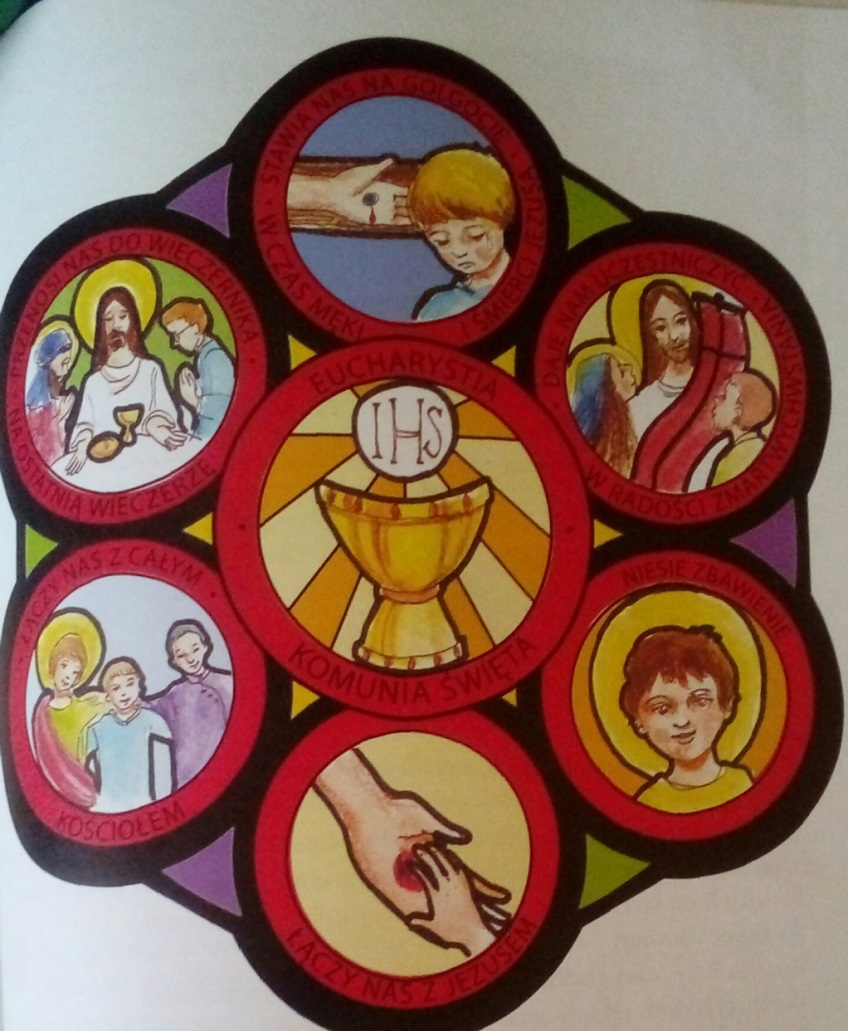 STAWIA NAS NA GOLGOCIE
W CZAS MĘKI ŚMIERCI JEZUSA
PRZENOSI NAS DO WIECZERNIKA
NA OSTATNIĄ WIECZERZĘ
DAJE NAM UCZESTNICZYĆ
W RADOŚCI ZMARTWYCHWSTANIA
EUCHARYSTIA
IHS
KOMUNIA ŚWIĘTA
ŁĄCZY NAS Z CAŁYM
KOŚCIOŁEM
NIESIE ZBAWIENIE
ŁĄCZY NAS Z JEZUSEM